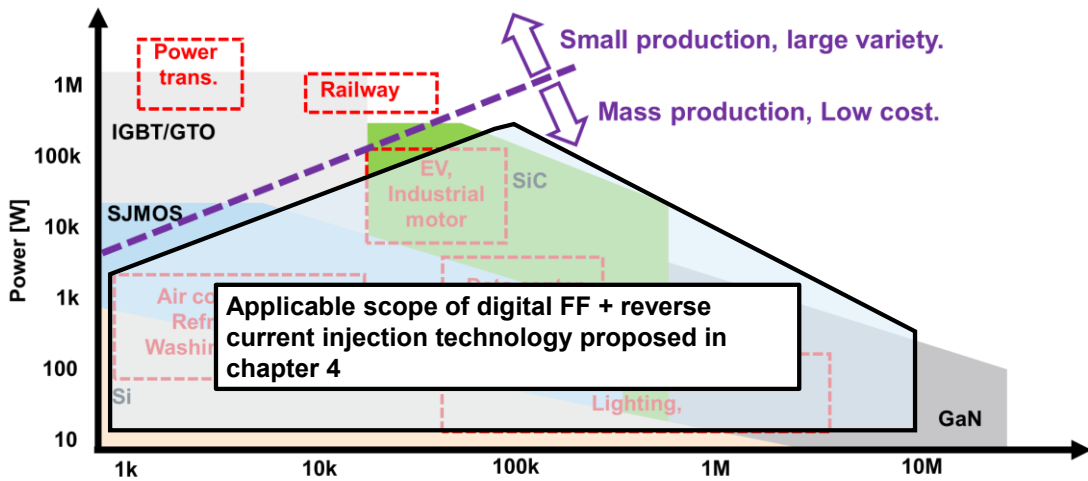 Small production, large variety.
Mass production, Low cost.
Power
trans.
Railway
IGBT/GTO
SJMOS
EV,
Industrial
motor
SiC
Air
Applicable scope of digital FF + reverse
current injection technology proposed in
chapter 4
Lighting,
Si
GaN
Power [W]
1M
100k
10k
1k
100
10
1k
10k
100k
1M
10M